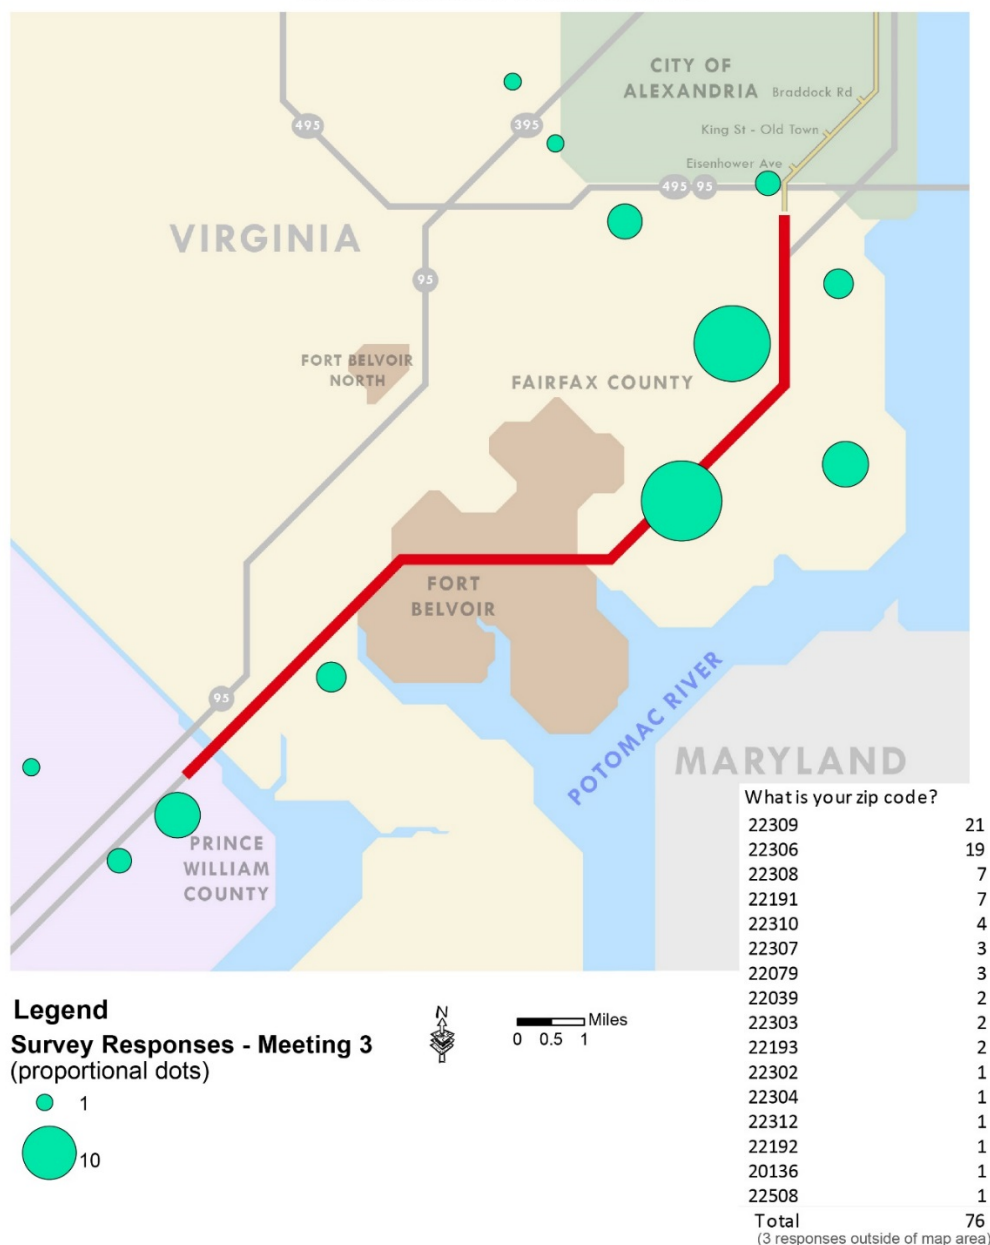 CITY OF
ALEXANDRIA
Braddock Rd
King St - Old Town
Eisenhower Ave
495
395
495 95
VIRGINIA
95
FORT BELVOIR
NORTH
FAIRFAX COUNTY
FORT
BELVOIR
POTOMAC RIVER
95
MARYLAND
PRINCE
WILLIAM
COUNTY
What is your zip code?
22309 21
22306 19
22308 7
22191 7
22310 4
22307 3
22079 3
22039 2
22303 2
22193 2
22302 1
22304 1
22312 1
22192 1
20136 1
22508 1
Total 76
(3 responses outside of map area)
Legend
Survey Responses - Meeting 3
(proportional dots)
1
10
N
Miles
0 0.5 1